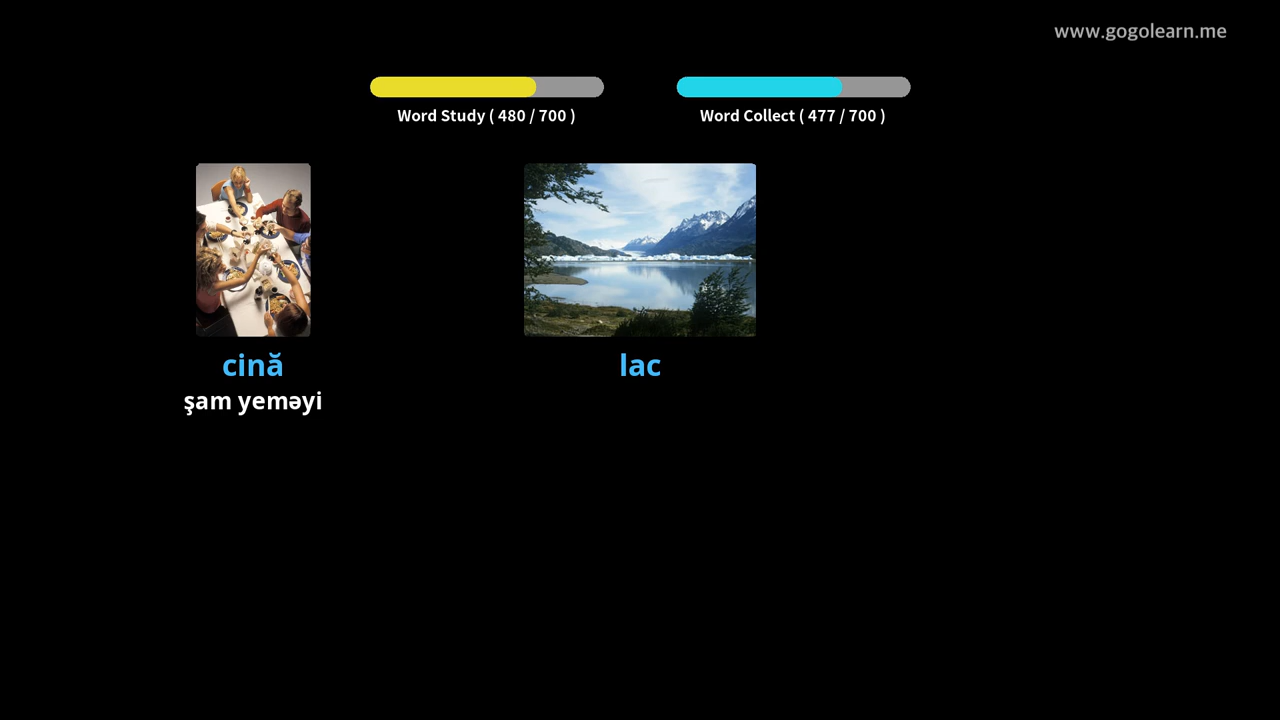 www.gogolearn.me
Word Study ( 480 / 700 )
Word Collect ( 477 / 700 )
cină
lac
şam yeməyi